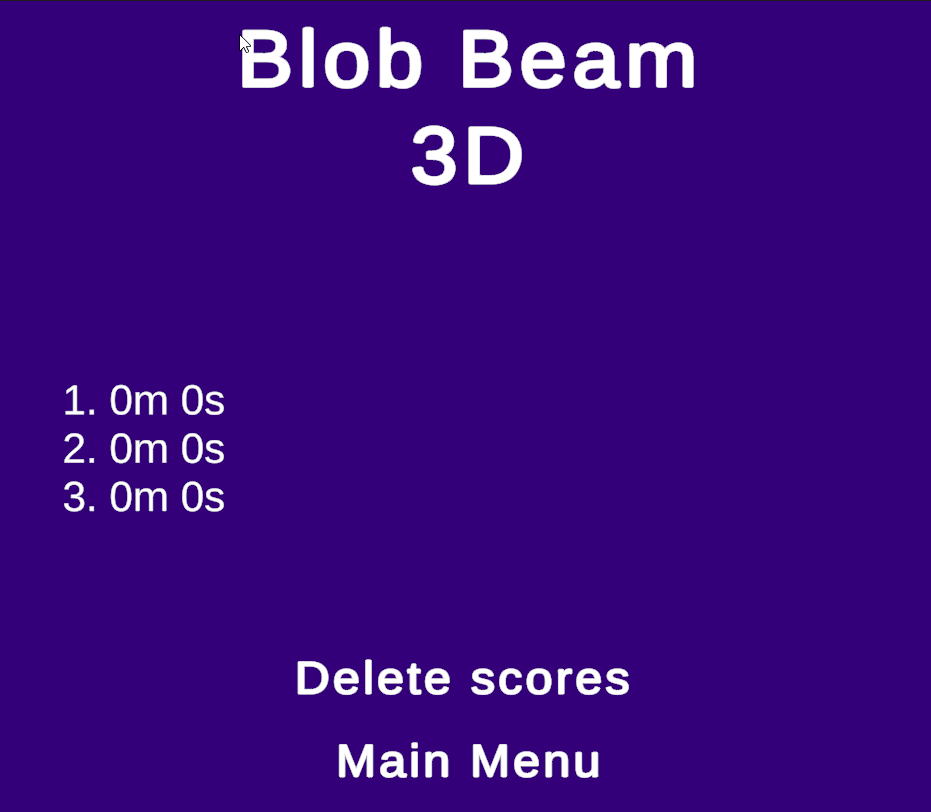 Blob Beam
3D
1. 0m 0s
2. 0m 0s
3. 0m 0s
Delete scores
Main Menu